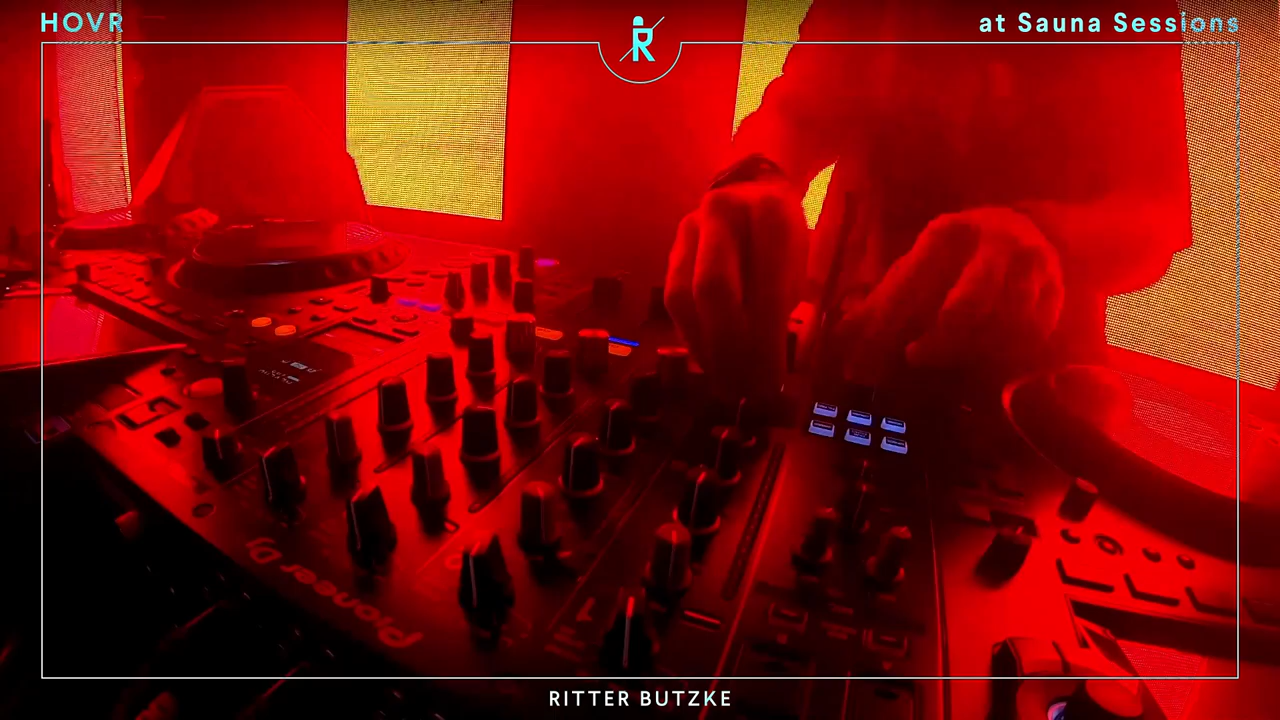 HOVR
at Sauna Sessions
R
Pioneer DJ
RITTER BUTZKE